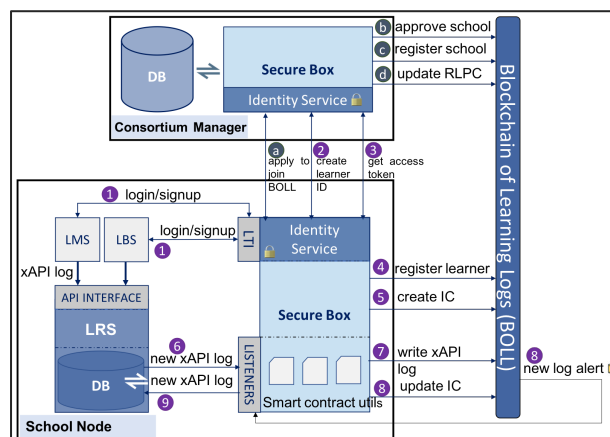 b approve school
c register school
d update RLPC
DB
Secure Box
Identity Service
Consortium Manager
a apply to join BOLL
2 create learner ID
3 get access token
1 login/signup
login/signup
1
LMS
LBS
LTI
Identity Service
xAPI log
API INTERFACE
LRS
DB
Secure Box
4 register learner
5 create IC
6
new xAPI log
new xAPI log
9
LISTENERS
7 write xAPI log
8 update IC
Smart contract utils
School Node
Blockchain of Learning Logs (BOLL)
8
new log alert